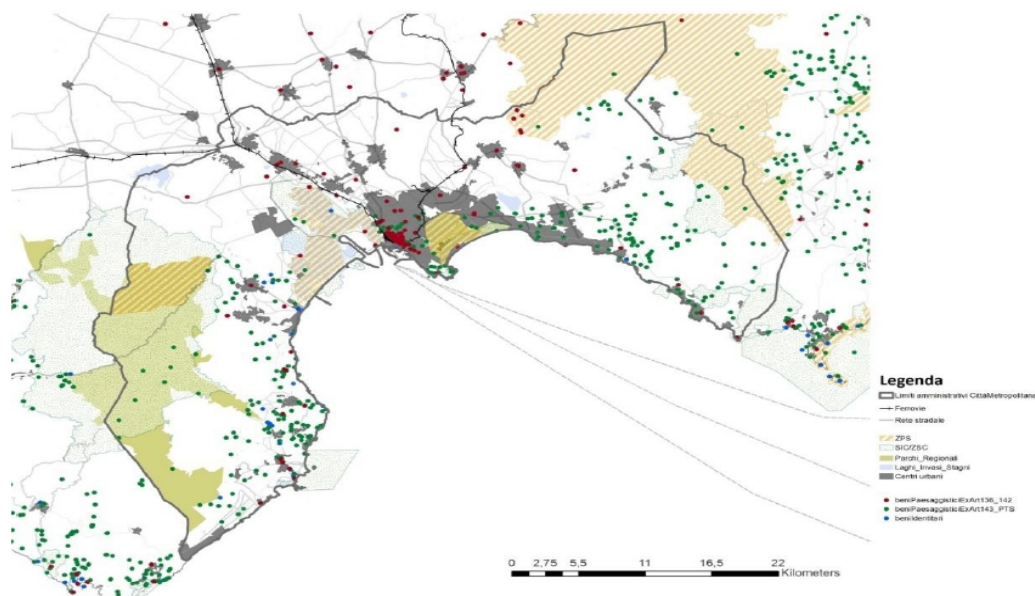 Legenda
Limiti amministrativi CittàMetropolitana
Ferrovie
Rete stradale
ZPS
SIC/ZSC
Parchi_Regionali
Laghi_Invasi_Stagni
Centri urbani
beniPaesaggisticiExArt136_142
beniPaesaggisticiExArt143_PTS
beniIdentitari
0 2,75 5,5 11 16,5 22
Kilometers